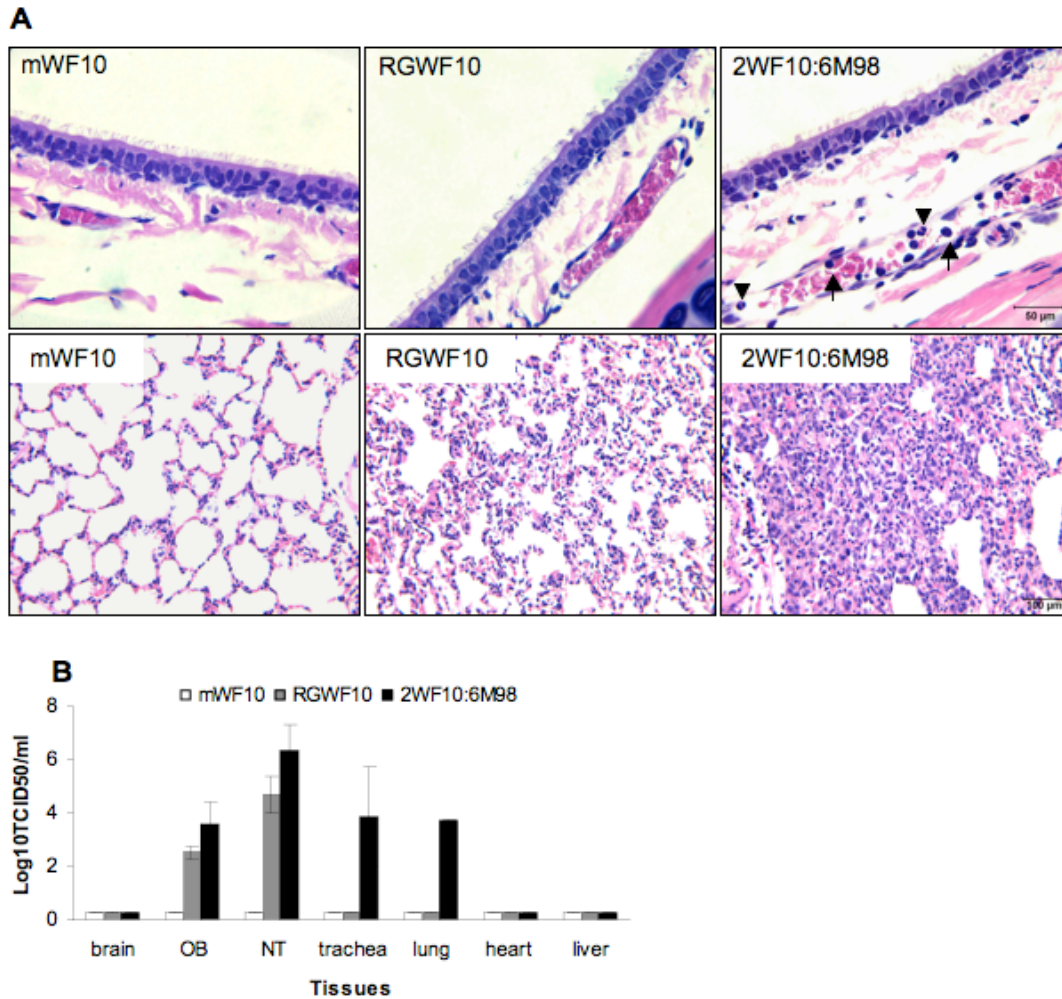 A
mWF10 RGWF10 2WF10:6M98
50 µm
mWF10 RGWF10 2WF10:6M98
100 µm
B
mWF10 RGWF10 2WF10:6M98
8
6
4
2
0
Log10TCID50/ml
brain OB NT trachea lung heart liver
Tissues